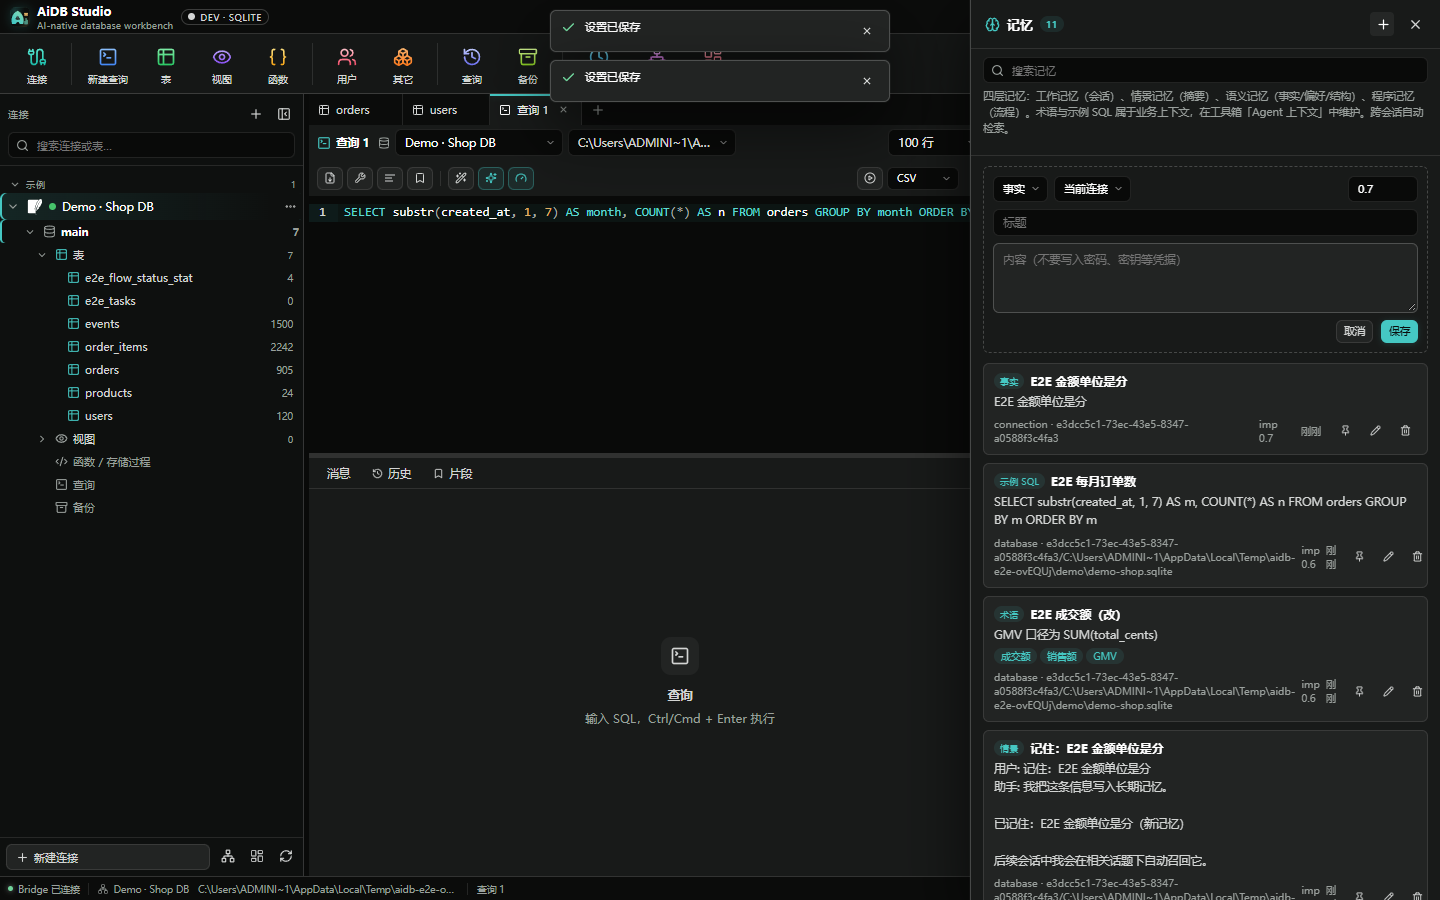 AiDB Studio
AI-native database workbench
DEV · SQLITE
连接
新建查询
表
视图
函数
用户
其它
查询
备份
设置已保存
设置已保存
连接
搜索连接或表...
示例 1
Demo · Shop DB
main 7
表 7
e2e_flow_status_stat 4
e2e_tasks 0
events 1500
order_items 2242
orders 905
products 24
users 120
视图 0
函数 / 存储过程
查询
备份
新建连接
Bridge 已连接
Demo · Shop DB
C:\Users\ADMINI~1\AppData\Local\Temp\aidb-e2e-o...
查询 1
orders
users
查询 1
查询 1
Demo · Shop DB
C:\Users\ADMINI~1\A...
100 行
CSV
1 SELECT substr(created_at, 1, 7) AS month, COUNT(*) AS n FROM orders GROUP BY month ORDER BY
消息
历史
片段
查询
输入 SQL，Ctrl/Cmd + Enter 执行
记忆 11
搜索记忆
四层记忆：工作记忆（会话）、情景记忆（摘要）、语义记忆（事实/偏好/结构）、程序记忆
（流程）。术语与示例 SQL 属于业务上下文，在工具箱「Agent 上下文」中维护。跨会话自动
检索。
事实
当前连接
0.7
标题
内容（不要写入密码、密钥等凭据）
取消
保存
事实 E2E 金额单位是分
E2E 金额单位是分
connection · e3dcc5c1-73ec-43e5-8347-
a0588f3c4fa3
imp
0.7
刚刚
示例 SQL E2E 每月订单数
SELECT substr(created_at, 1, 7) AS m, COUNT(*) AS n FROM orders GROUP
BY m ORDER BY m
database · e3dcc5c1-73ec-43e5-8347-
a0588f3c4fa3/C:\Users\ADMINI~1\AppData\Local\Temp\aidb-
e2e-ovEQUj\demo\demo-shop.sqlite
imp
0.6
刚
刚
术语 E2E 成交额（改）
GMV 口径为 SUM(total_cents)
成交额 销售额 GMV
database · e3dcc5c1-73ec-43e5-8347-
a0588f3c4fa3/C:\Users\ADMINI~1\AppData\Local\Temp\aidb-
e2e-ovEQUj\demo\demo-shop.sqlite
imp
0.6
刚
刚
情景 记住：E2E 金额单位是分
用户: 记住：E2E 金额单位是分
助手: 我把这条信息写入长期记忆。
已记住：E2E 金额单位是分（新记忆）
后续会话中我会在相关话题下自动召回它。
database · e3dcc5c1-73ec-43e5-8347-
imp
刚